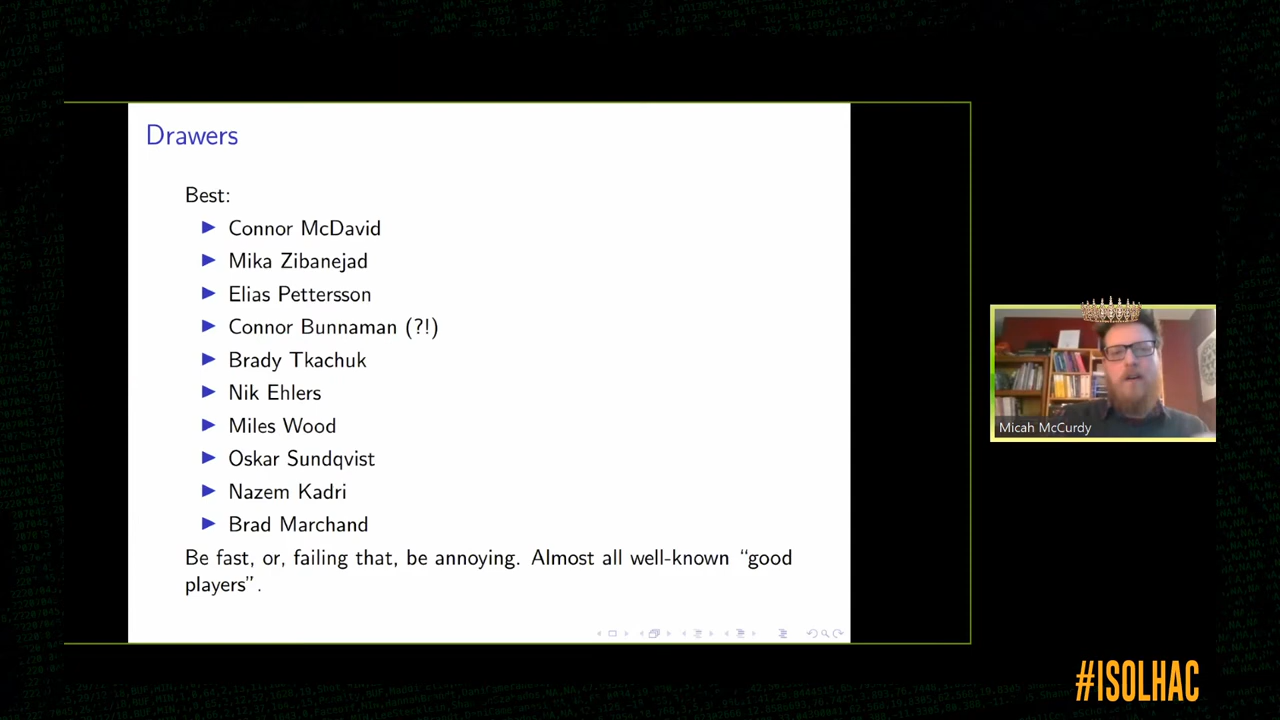 Drawers
Best:
Connor McDavid
Mika Zibanejad
Elias Pettersson
Connor Bunnaman (?!)
Brady Tkachuk
Nik Ehlers
Miles Wood
Oskar Sundqvist
Nazem Kadri
Brad Marchand
Be fast, or, failing that, be annoying. Almost all well-known “good
players”.
Micah McCurdy
#ISOLHAC